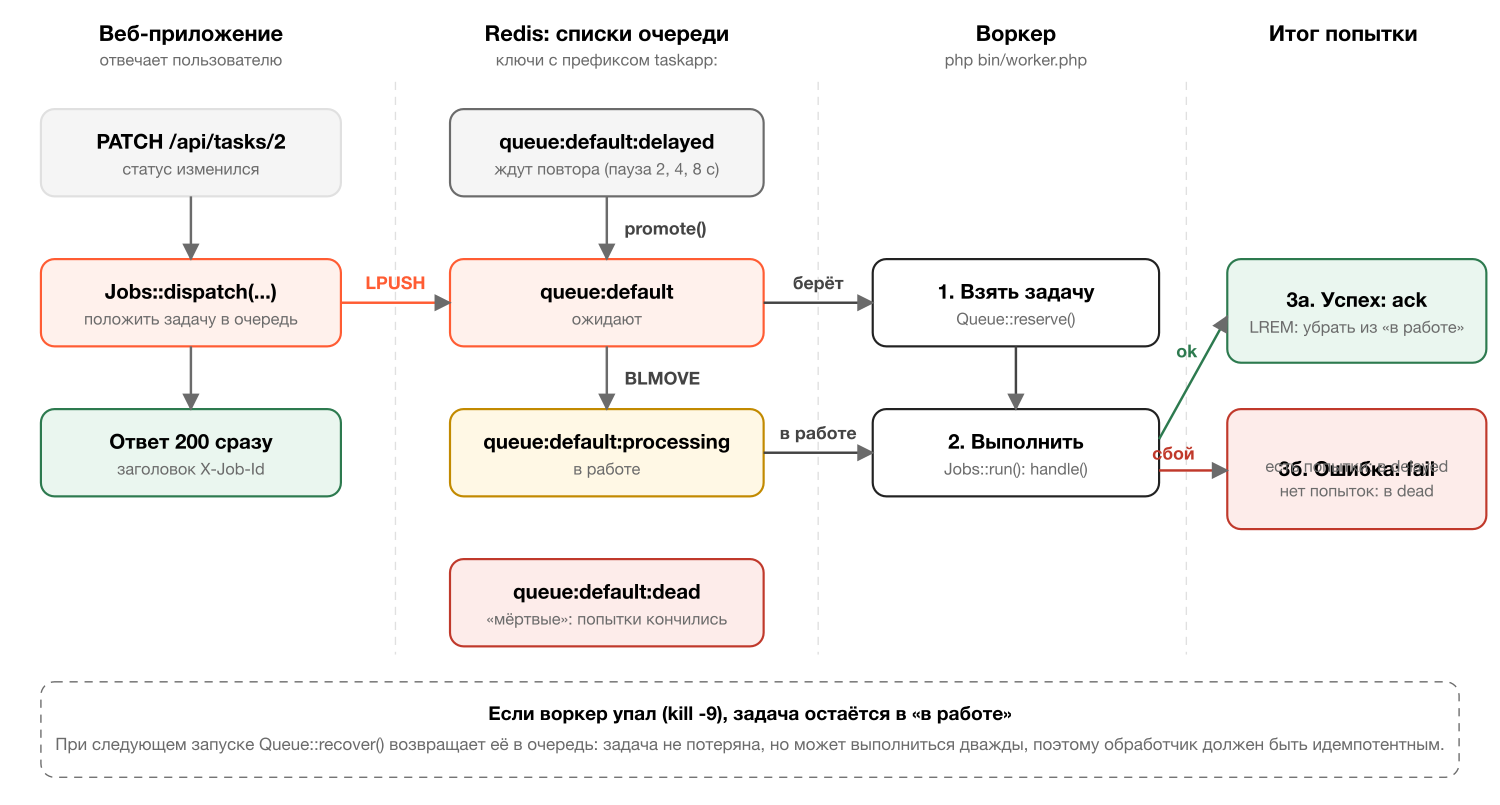 Веб-приложение
отвечает пользователю
Redis: списки очереди
ключи с префиксом taskapp:
Воркер
php bin/worker.php
Итог попытки
PATCH /api/tasks/2
статус изменился
queue:default:delayed
ждут повтора (пауза 2, 4, 8 с)
promote()
Jobs::dispatch(...)
положить задачу в очередь
LPUSH
queue:default
ожидают
берёт
1. Взять задачу
Queue::reserve()
3а. Успех: ack
LREM: убрать из «в работе»
ok
BLMOVE
Ответ 200 сразу
заголовок X-Job-Id
queue:default:processing
в работе
в работе
2. Выполнить
Jobs::run(): handle()
сбой
3б. Ошибка: fail
есть попытки: в delayed
нет попыток: в dead
queue:default:dead
«мёртвые»: попытки кончились
Если воркер упал (kill -9), задача остаётся в «в работе»
При следующем запуске Queue::recover() возвращает её в очередь: задача не потеряна, но может выполниться дважды, поэтому обработчик должен быть идемпотентным.